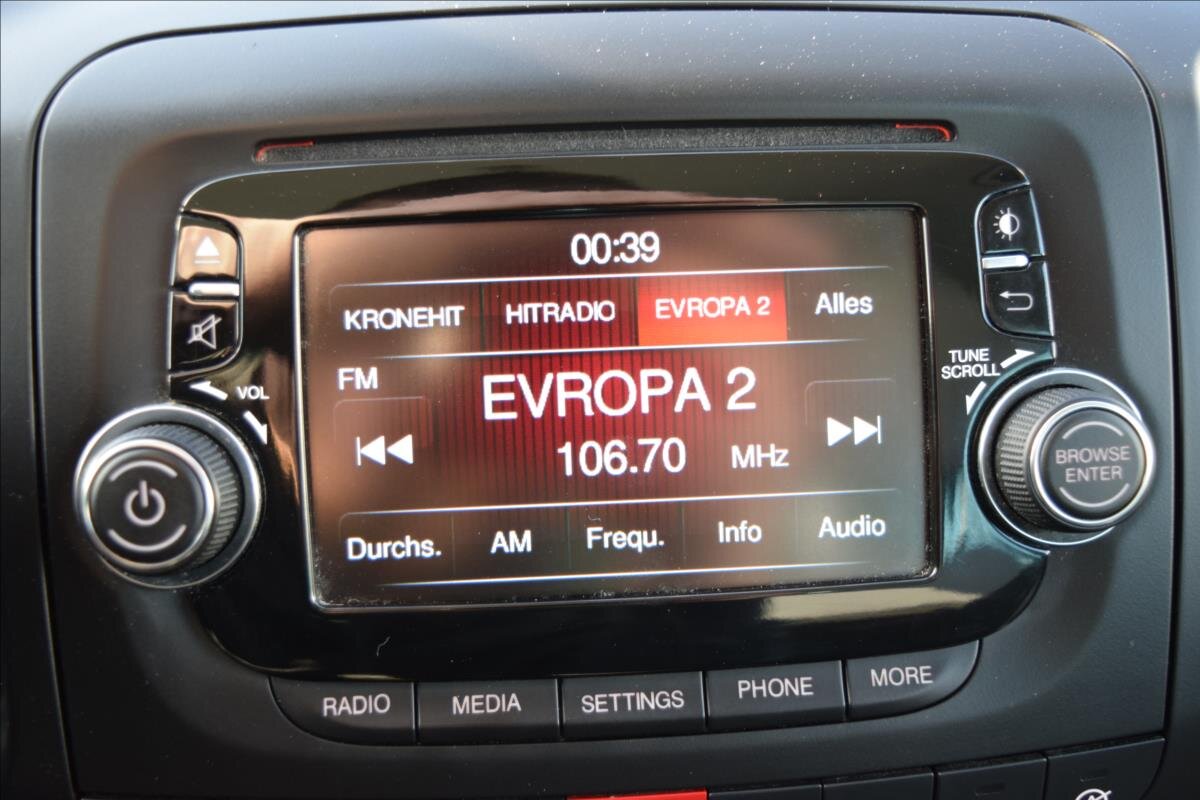 00:39
KRONEHIT HITRADIO EVROPA 2 Alles
FM
EVROPA 2
106.70 MHz
Durchs. AM Frequ. Info Audio
VOL
TUNE
SCROLL
BROWSE
ENTER
RADIO MEDIA SETTINGS PHONE MORE